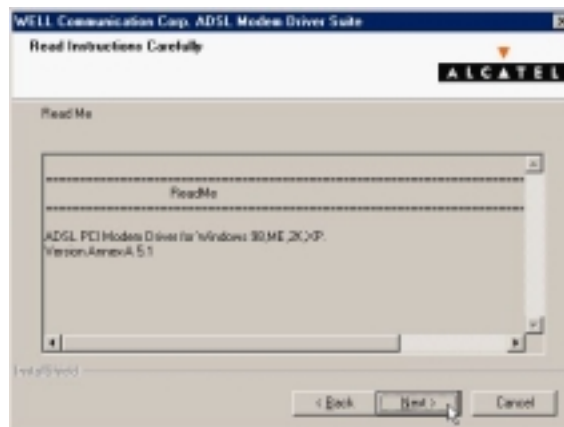 WELL Communication Corp. ADSL Modem Driver Suite
Read Instructions Carefully
ALCATEL
Read Me
ReadMe
ADSL PCI Modem Driver for Windows 98,ME,2K,XP.
Version:AnnexA 5.1
InstallShield
< Back
Next >
Cancel